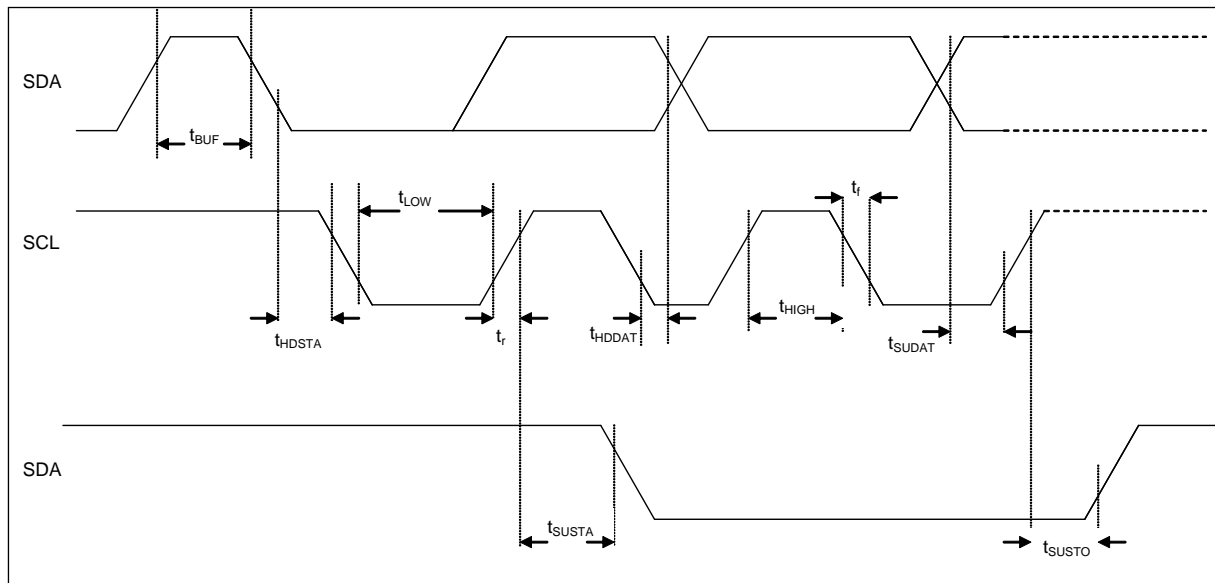 SDA
tBUF
tf
tLOW
SCL
tHIGH
tHDSTA
tr
tHDDAT
tSUDAT
SDA
tSUSTA
tSUSTO